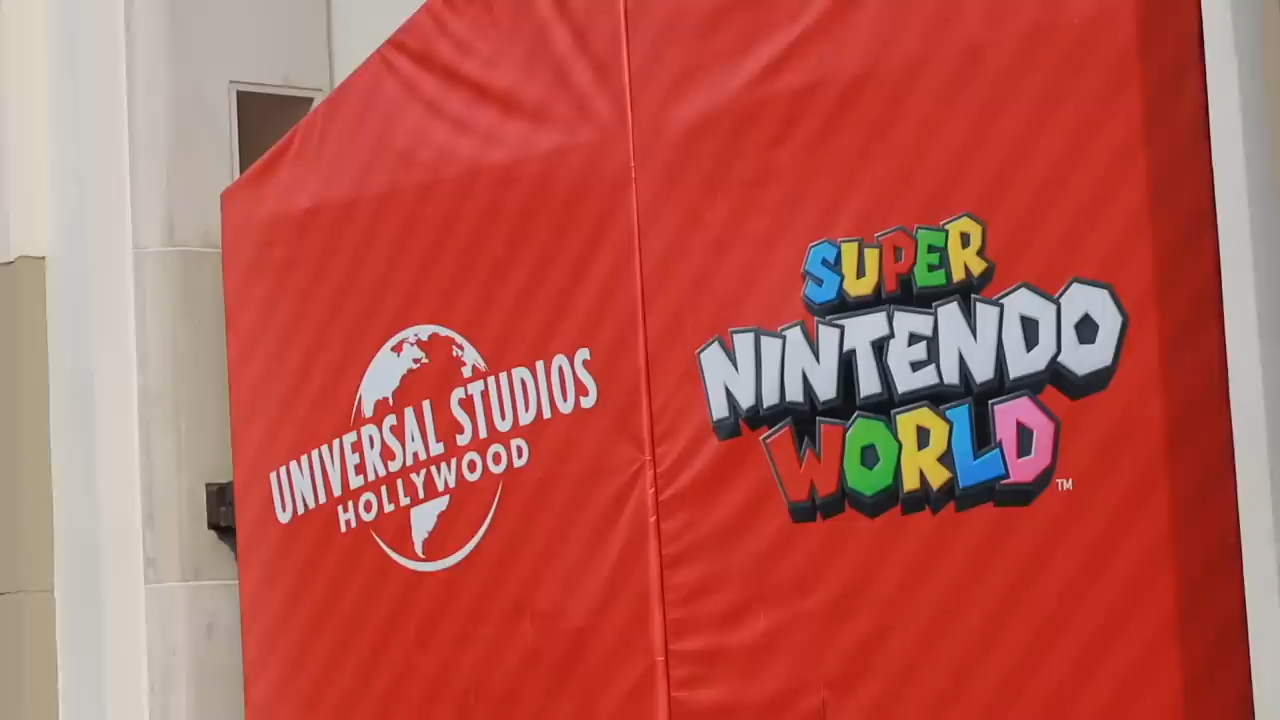 UNIVERSAL STUDIOS
HOLLYWOOD
SUPER
NINTENDO
WORLD
TM